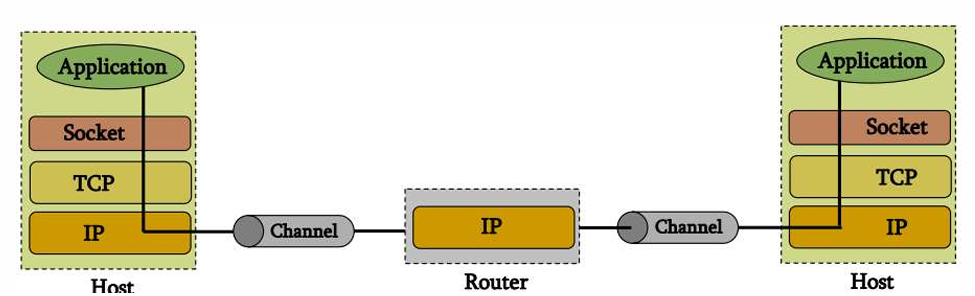 Application
Socket
TCP
IP
Host
Channel
IP
Router
Channel
Application
Socket
TCP
IP
Host